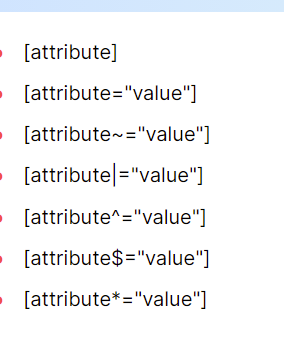 [attribute]
[attribute="value"]
[attribute~="value"]
[attribute|="value"]
[attribute^="value"]
[attribute$="value"]
[attribute*="value"]